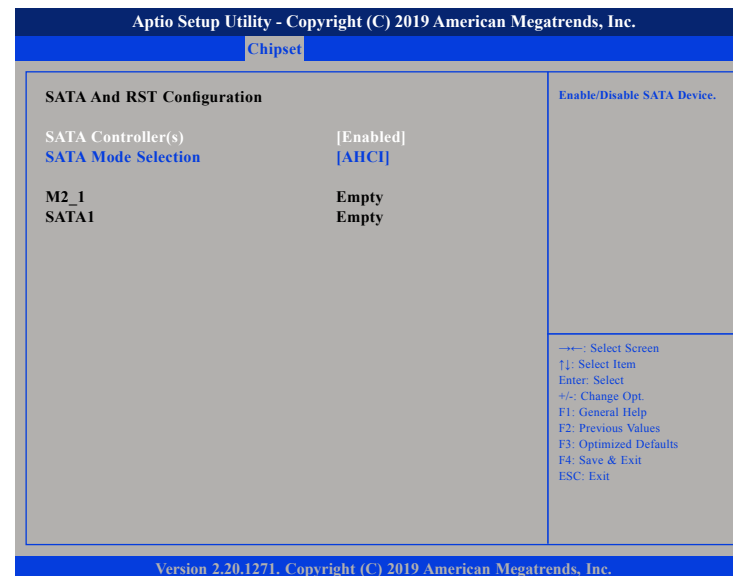 Aptio Setup Utility - Copyright (C) 2019 American Megatrends, Inc.
Chipset
SATA And RST Configuration
SATA Controller(s) [Enabled]
SATA Mode Selection [AHCI]
M2_1 Empty
SATA1 Empty
Enable/Disable SATA Device.
→←: Select Screen
↑↓: Select Item
Enter: Select
+/-: Change Opt.
F1: General Help
F2: Previous Values
F3: Optimized Defaults
F4: Save & Exit
ESC: Exit
Version 2.20.1271. Copyright (C) 2019 American Megatrends, Inc.